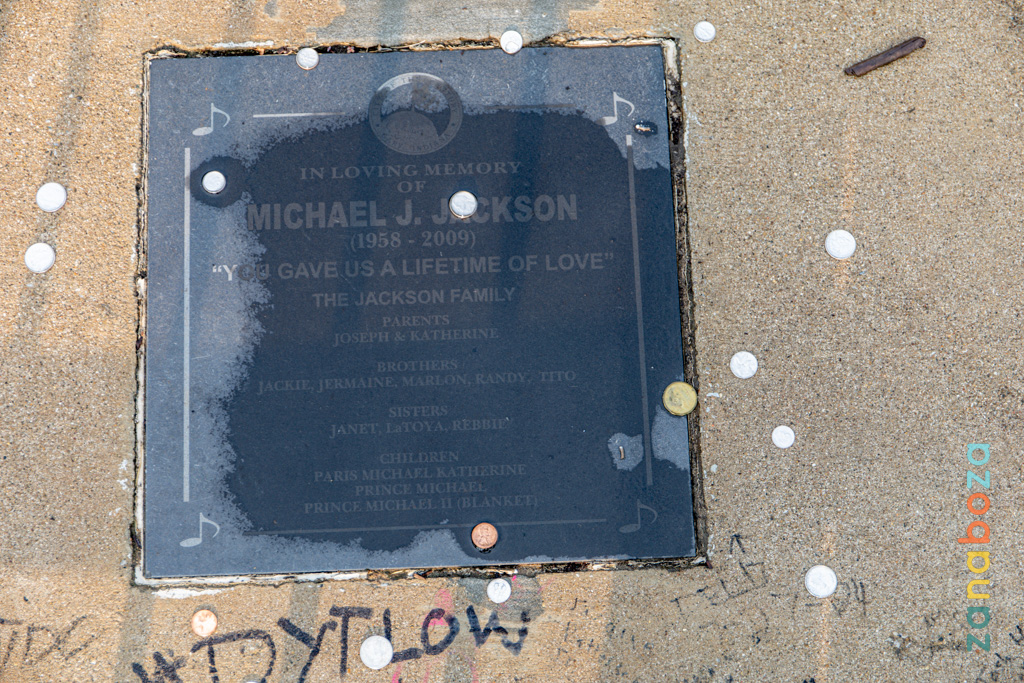 IN LOVING MEMORY
OF
MICHAEL J. JACKSON
(1958 - 2009)
"YOU GAVE US A LIFETIME OF LOVE"
THE JACKSON FAMILY
PARENTS
JOSEPH & KATHERINE
BROTHERS
JACKIE, JERMAINE, MARLON, RANDY, TITO
SISTERS
JANET, LaTOYA, REBBIE
CHILDREN
PARIS MICHAEL KATHERINE
PRINCE MICHAEL
PRINCE MICHAEL II (BLANKET)
#DYTLOW
zanaboza